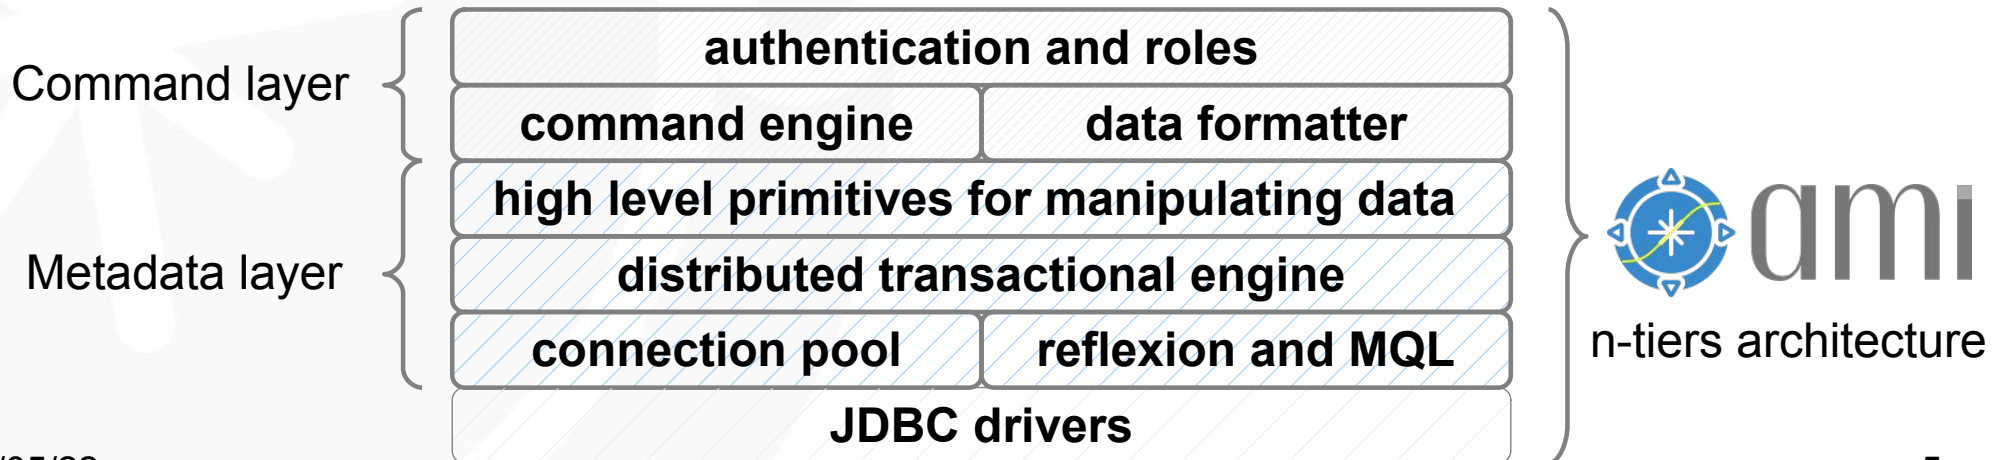 authentication and roles
Command layer
command engine
data formatter
high level primitives for manipulating data
Metadata layer
distributed transactional engine
ami
connection pool
reflexion and MQL
n-tiers architecture
JDBC drivers